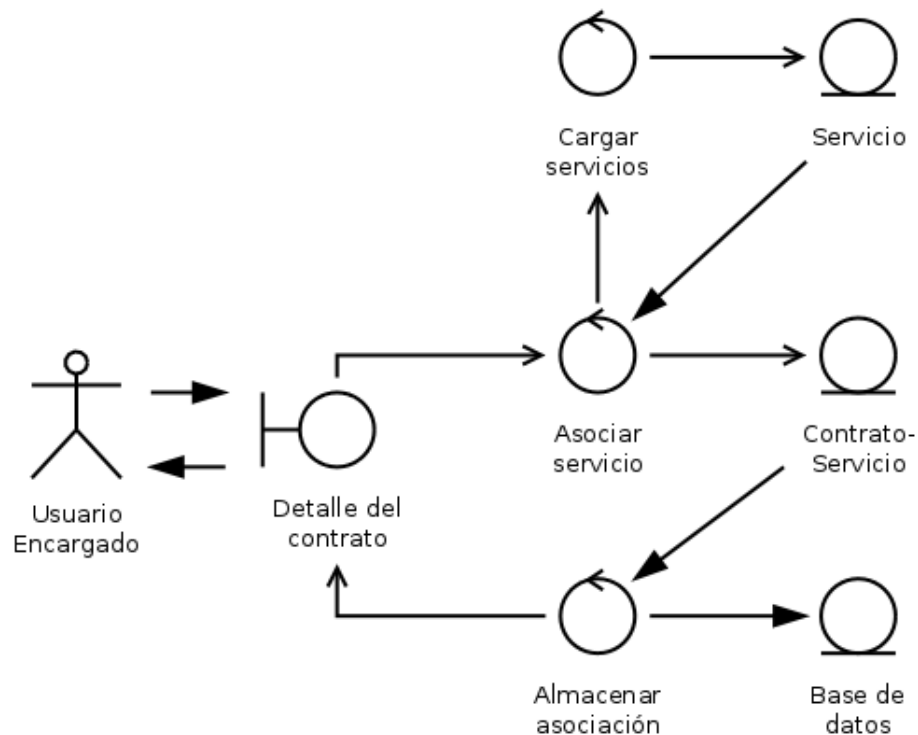 Cargar
servicios
Servicio
Asociar
servicio
Contrato-
Servicio
Usuario
Encargado
Detalle del
contrato
Almacenar
asociación
Base de
datos